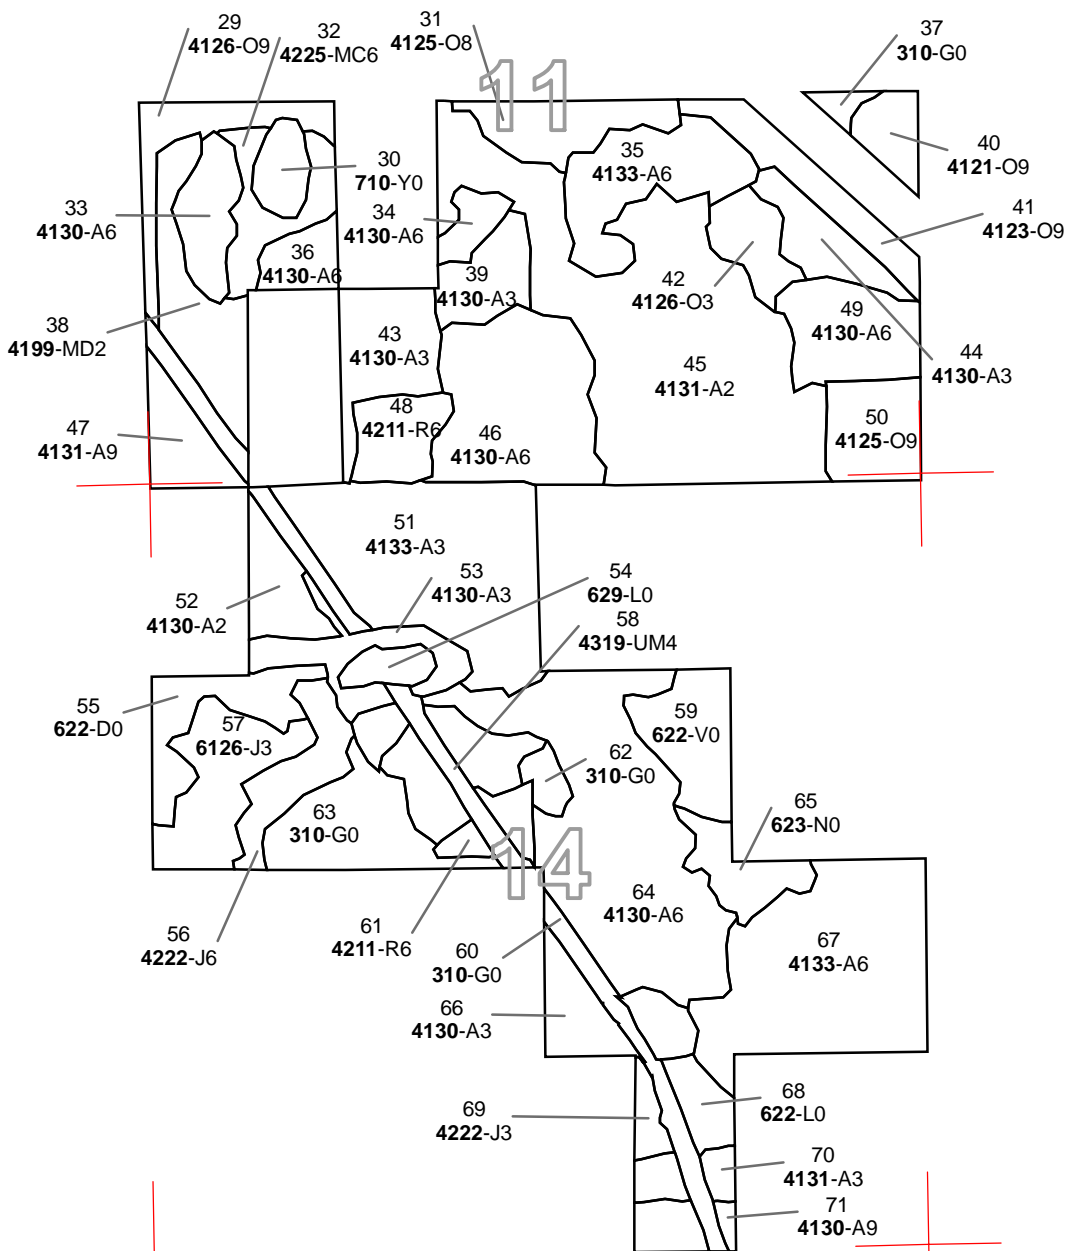 29
4126-O9
32
4225-MC6
31
4125-O8
37
310-G0
11
30
710-Y0
35
4133-A6
40
4121-O9
33
4130-A6
34
4130-A6
41
4123-O9
36
4130-A6
39
4130-A3
42
4126-O3
38
4199-MD2
43
4130-A3
49
4130-A6
44
4130-A3
45
4131-A2
47
4131-A9
48
4211-R6
46
4130-A6
50
4125-O9
51
4133-A3
52
4130-A2
53
4130-A3
54
629-L0
58
4319-UM4
55
622-D0
57
6126-J3
59
622-V0
62
310-G0
63
310-G0
65
623-N0
14
56
4222-J6
61
4211-R6
60
310-G0
64
4130-A6
67
4133-A6
66
4130-A3
69
4222-J3
68
622-L0
70
4131-A3
71
4130-A9